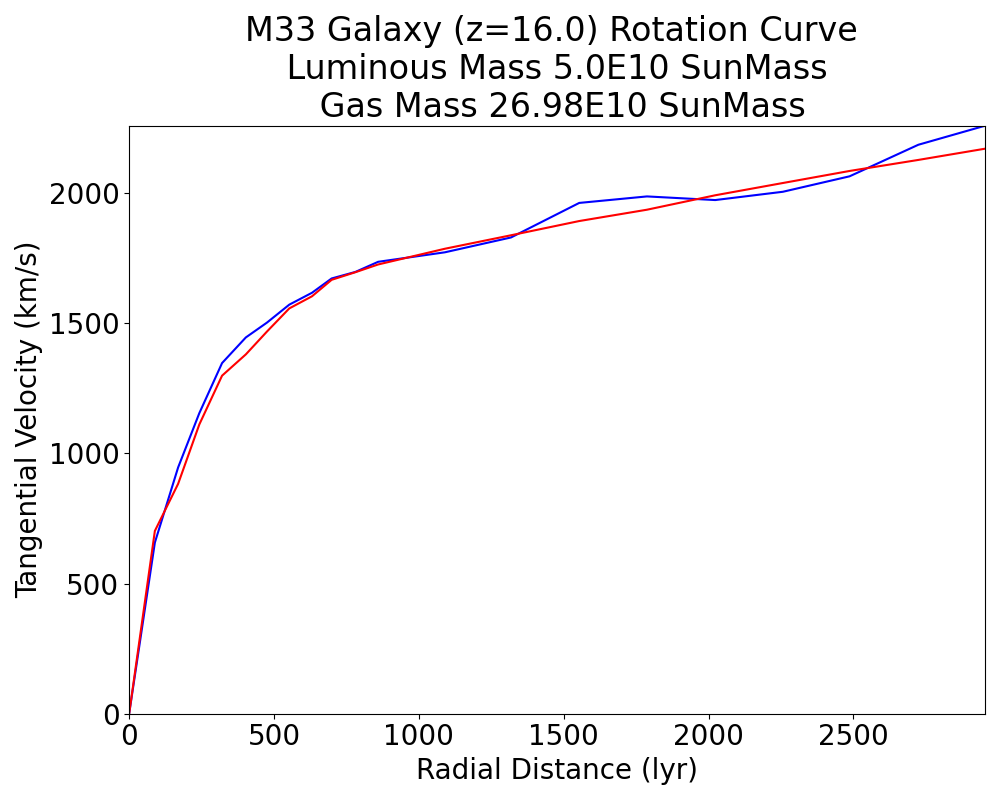 M33 Galaxy (z=16.0) Rotation Curve
Luminous Mass 5.0E10 SunMass
Gas Mass 26.98E10 SunMass
Tangential Velocity (km/s)
2000
1500
1000
500
0
0 500 1000 1500 2000 2500
Radial Distance (lyr)